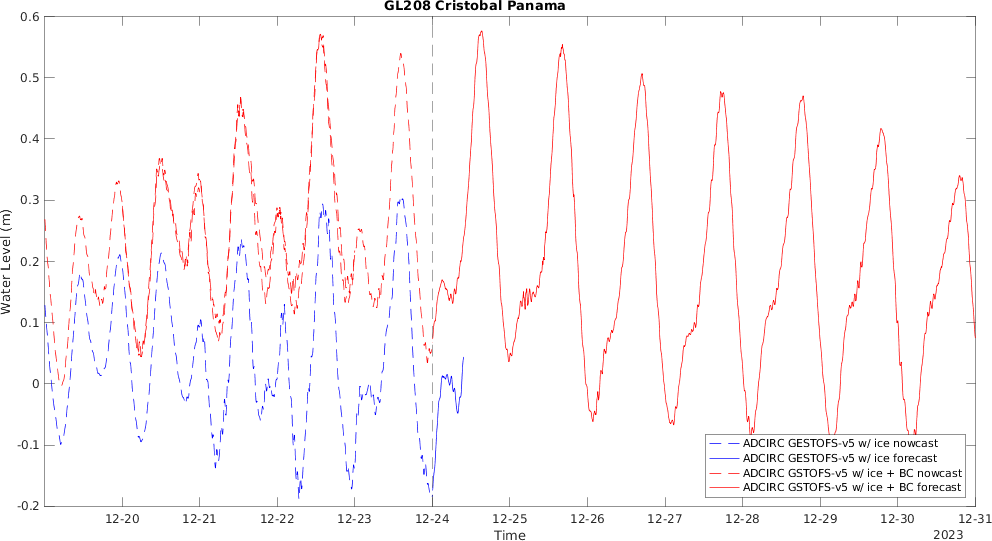 GL208 Cristobal Panama
Water Level (m)
0.6
0.5
0.4
0.3
0.2
0.1
0
-0.1
-0.2
12-20 12-21 12-22 12-23 12-24 12-25 12-26 12-27 12-28 12-29 12-30 12-31
Time
2023
ADCIRC GESTOFS-v5 w/ ice nowcast
ADCIRC GESTOFS-v5 w/ ice forecast
ADCIRC GSTOFS-v5 w/ ice + BC nowcast
ADCIRC GSTOFS-v5 w/ ice + BC forecast